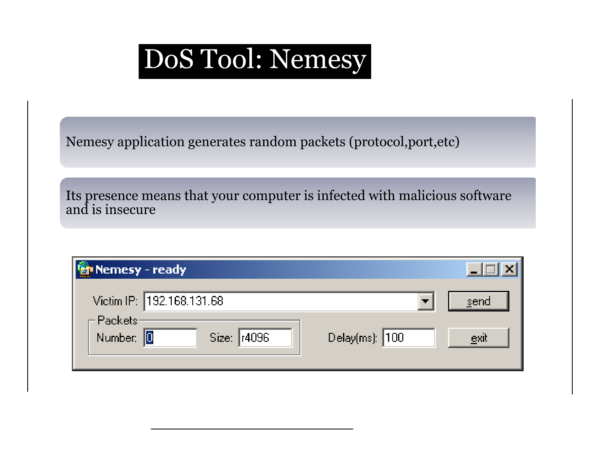 DoS Tool: Nemesy
Nemesy application generates random packets (protocol,port,etc)
Its presence means that your computer is infected with malicious software
and is insecure
Nemesy - ready
Victim IP: 192.168.131.68 send
Packets
Number: 0 Size: r4096 Delay(ms): 100 exit